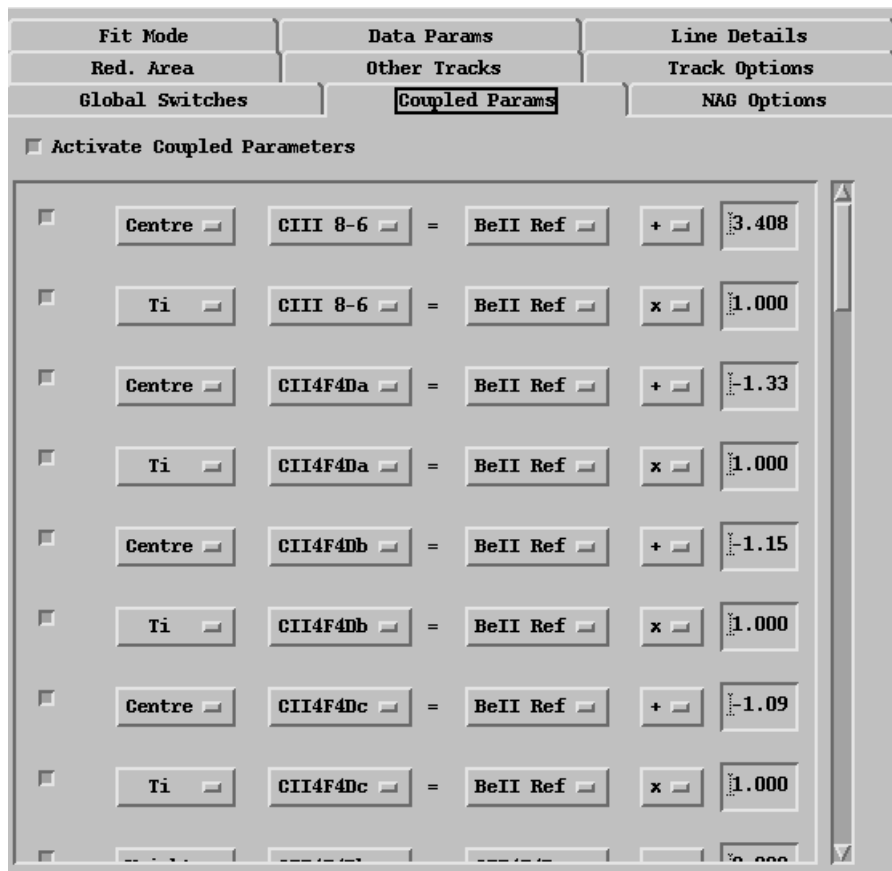 Fit Mode Data Params Line Details
Red. Area Other Tracks Track Options
Global Switches Coupled Params NAG Options
Activate Coupled Parameters
Centre CIII 8-6 = BeII Ref + 3.408
Ti CIII 8-6 = BeII Ref x 1.000
Centre CII4F4Da = BeII Ref + -1.33
Ti CII4F4Da = BeII Ref x 1.000
Centre CII4F4Db = BeII Ref + -1.15
Ti CII4F4Db = BeII Ref x 1.000
Centre CII4F4Dc = BeII Ref + -1.09
Ti CII4F4Dc = BeII Ref x 1.000